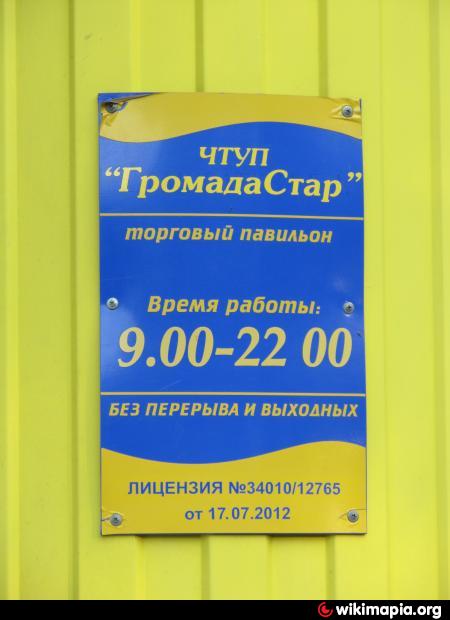 ЧТУП
"ГромадаСтар"
торговый павильон
Время работы:
9.00-22 00
БЕЗ ПЕРЕРЫВА И ВЫХОДНЫХ
ЛИЦЕНЗИЯ №34010/12765
от 17.07.2012
wikimapia.org